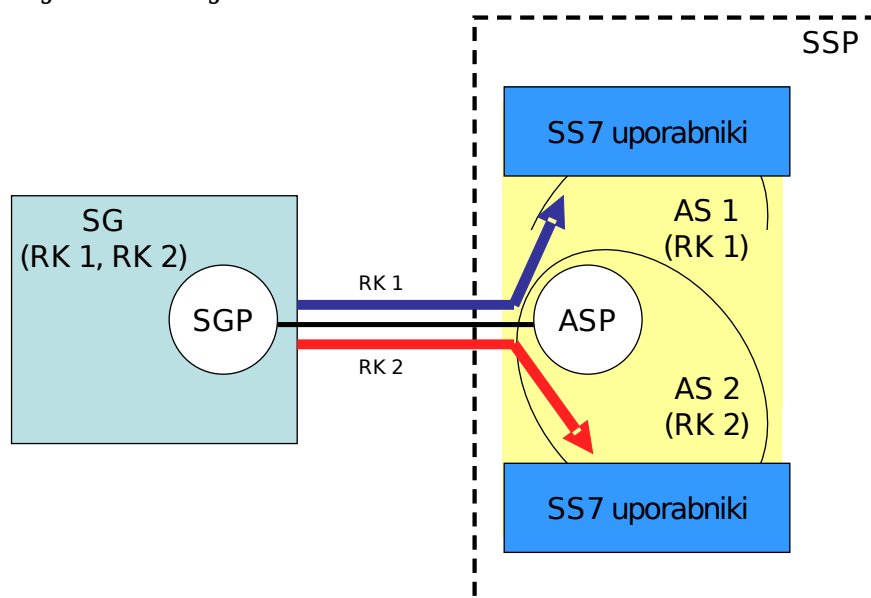 SSP
SS7 uporabniki
SG
(RK 1, RK 2)
AS 1
(RK 1)
RK 1
SGP
ASP
RK 2
AS 2
(RK 2)
SS7 uporabniki